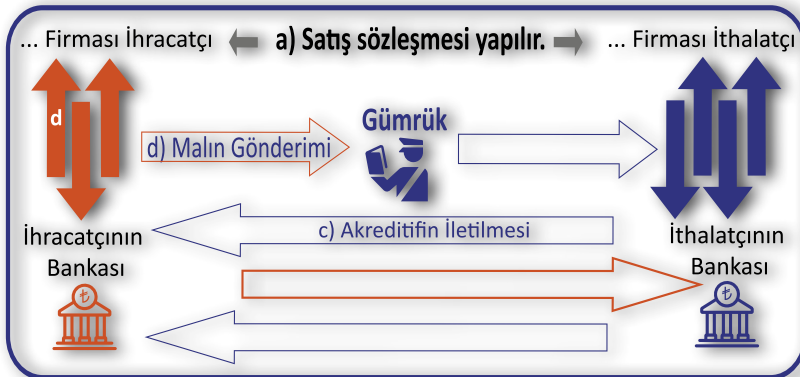 ... Firması İhracatçı
a) Satış sözleşmesi yapılır.
... Firması İthalatçı
d
d) Malın Gönderimi
Gümrük
c) Akreditifin İletilmesi
İhracatçının
Bankası
₺
İthalatçının
Bankası
₺